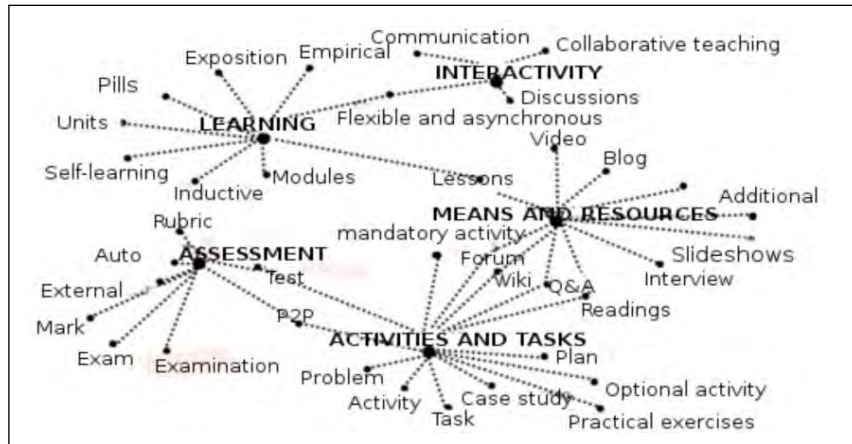 Communication
Collaborative teaching
Exposition
Empirical
INTERACTIVITY
Pills
Discussions
Units
LEARNING
Flexible and asynchronous
Video
Blog
Self-learning
Modules
Lessons
Inductive
Additional
Rubric
MEANS AND RESOURCES
mandatory activity
Auto
ASSESSMENT
Forum
Slideshows
Test
Wiki
Q&A
Interview
External
Readings
Mark
P2P
ACTIVITIES AND TASKS
Exam
Examination
Plan
Problem
Optional activity
Activity
Case study
Task
Practical exercises